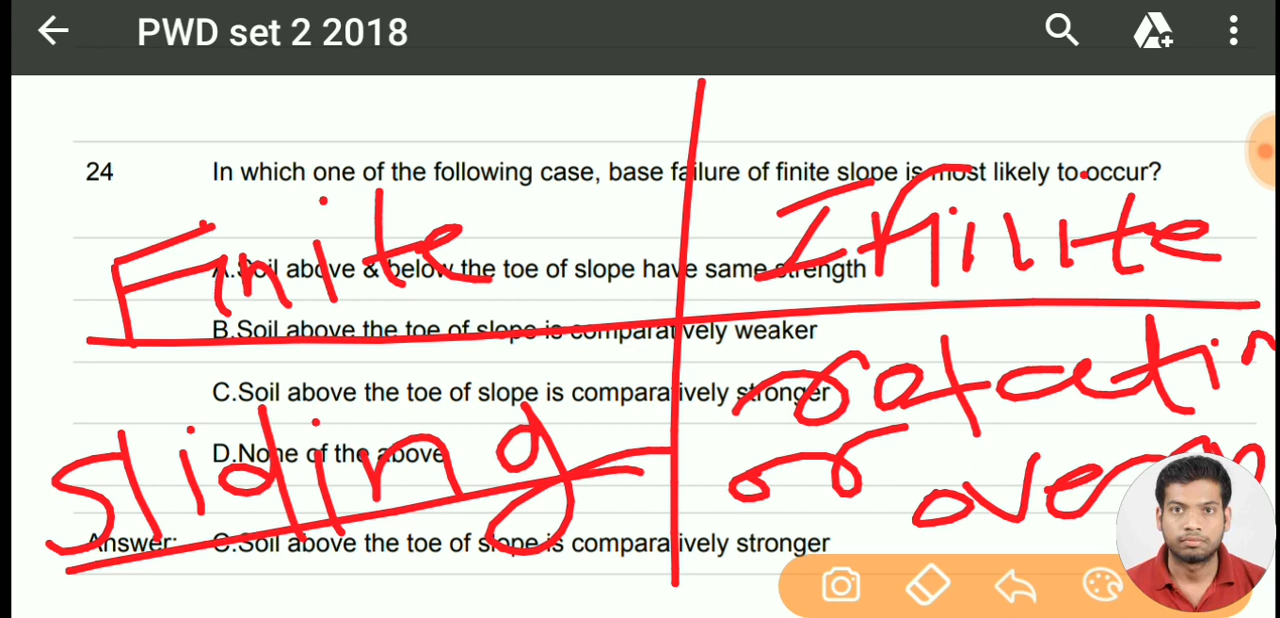 PWD set 2 2018
24 In which one of the following case, base failure of finite slope is most likely to occur?
Finite Ifilite
A.Soil above & below the toe of slope have same strength
B.Soil above the toe of slope is comparatively weaker
C.Soil above the toe of slope is comparatively stronger
D.None of the above
sliding or over
Answer: C.Soil above the toe of slope is comparatively stronger